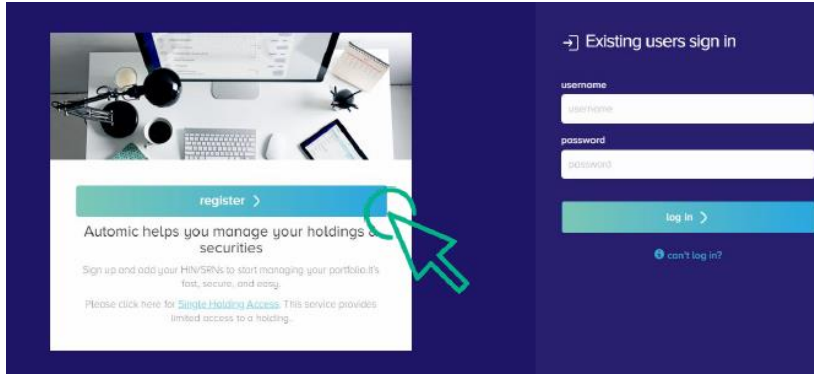 register >
Automic helps you manage your holdings &
securities
Sign up and add your HIN/SRNs to start managing your portfolio.It's
fast, secure, and easy.
Please click here for Single Holding Access. This service provides
limited access to a holding..
Existing users sign in
username
username
password
password
log in >
can't log in?